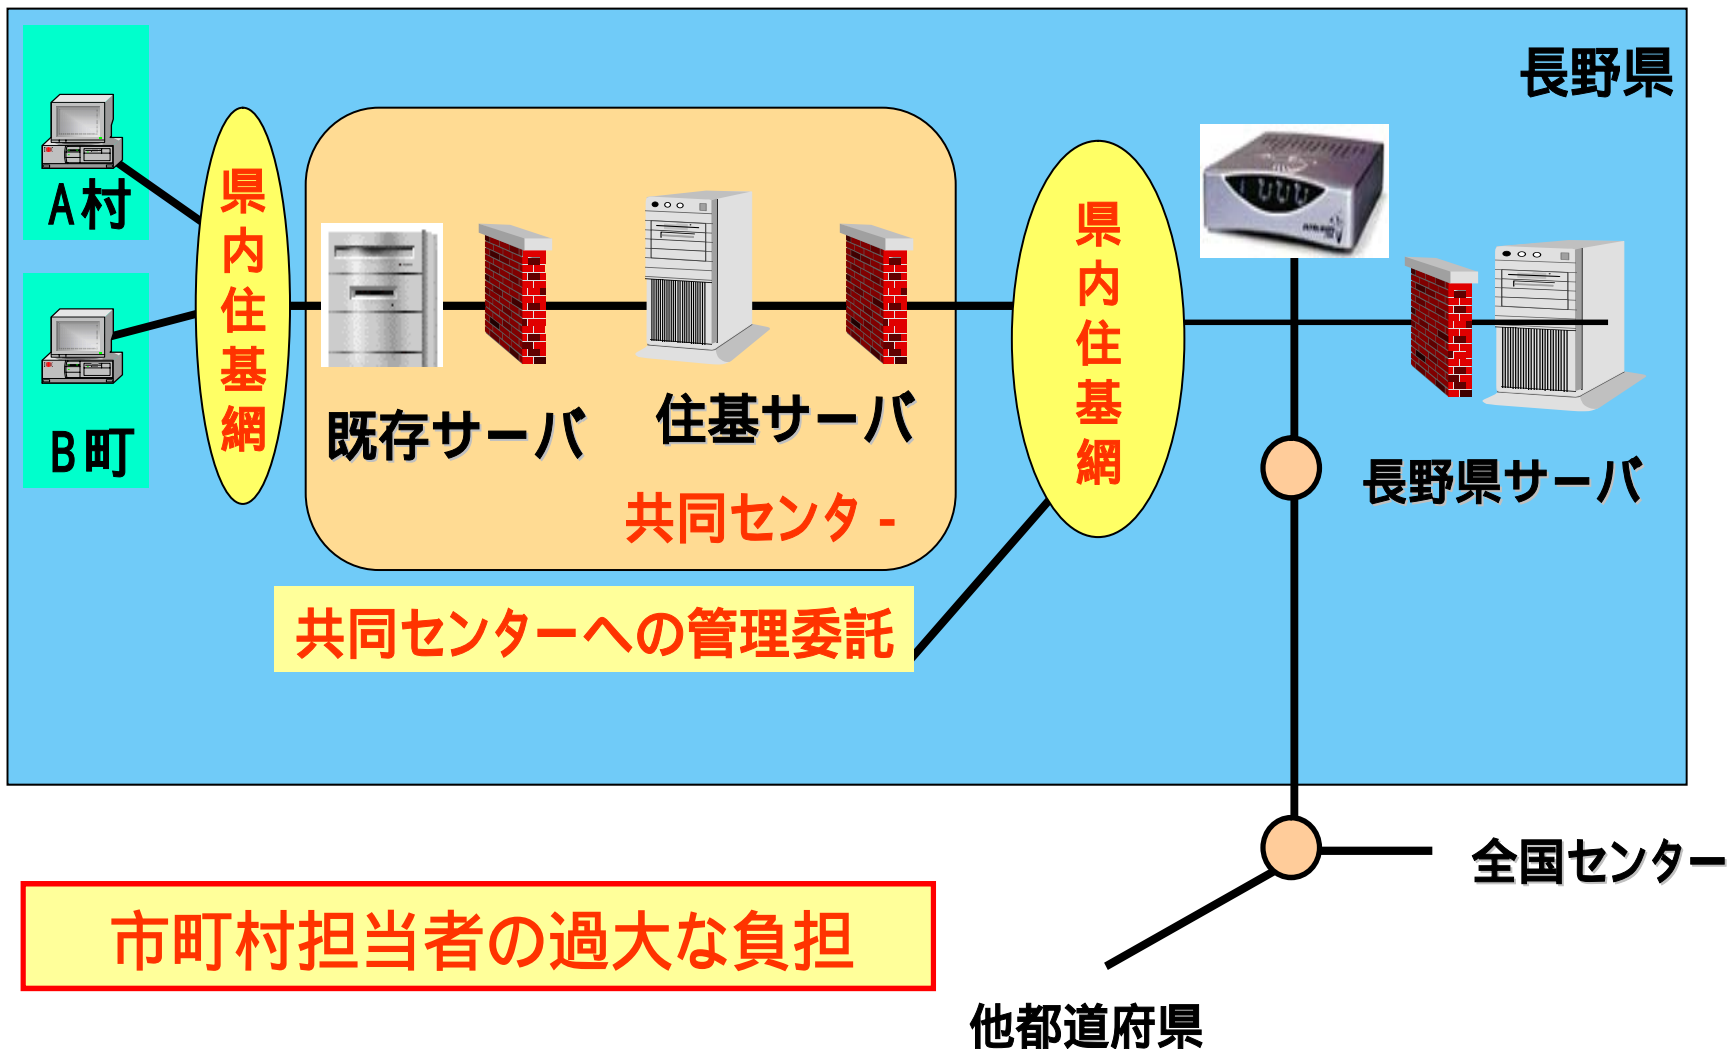 長野県
A村
B町
県内住基網
既存サーバ
住基サーバ
共同センタ-
県内住基網
長野県サーバ
共同センターへの管理委託
全国センター
市町村担当者の過大な負担
他都道府県